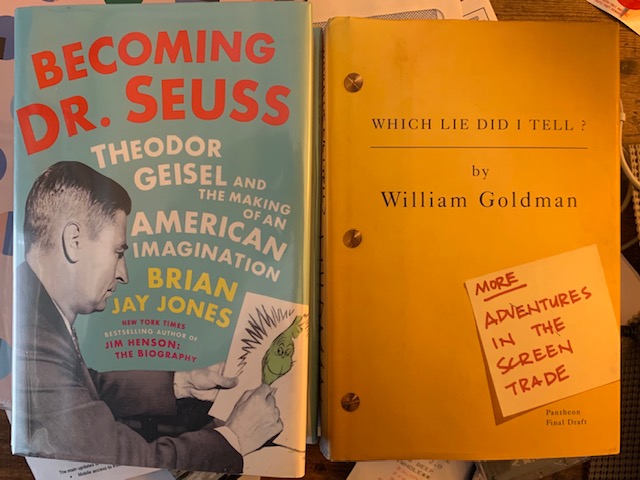 BECOMING
DR. SEUSS
THEODOR
GEISEL AND
THE MAKING
OF AN
AMERICAN
IMAGINATION
BRIAN
JAY JONES
NEW YORK TIMES
BESTSELLING AUTHOR OF
JIM HENSON:
THE BIOGRAPHY
WHICH LIE DID I TELL?
by
William Goldman
MORE
ADVENTURES
IN THE
SCREEN
TRADE
Pantheon
Final Draft